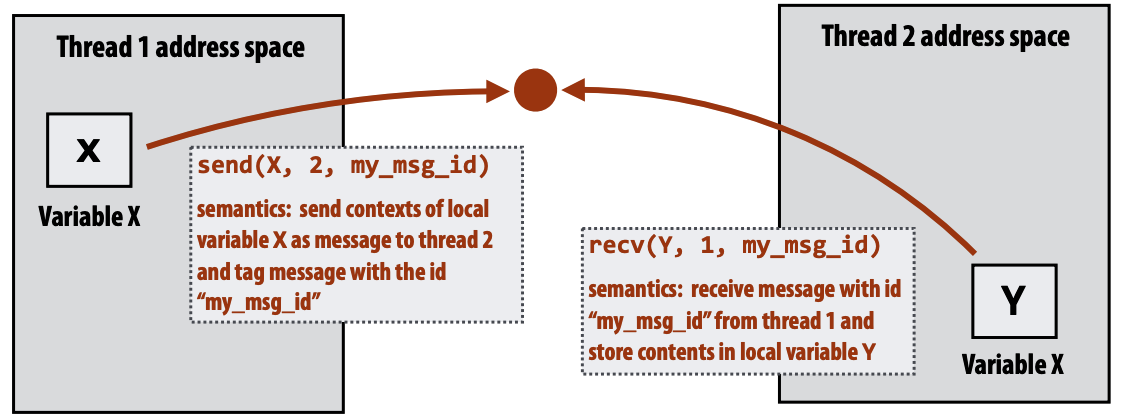 Thread 1 address space
x
Variable X
send(X, 2, my_msg_id)
semantics: send contexts of local
variable X as message to thread 2
and tag message with the id
“my_msg_id”
Thread 2 address space
recv(Y, 1, my_msg_id)
semantics: receive message with id
“my_msg_id” from thread 1 and
store contents in local variable Y
Y
Variable X